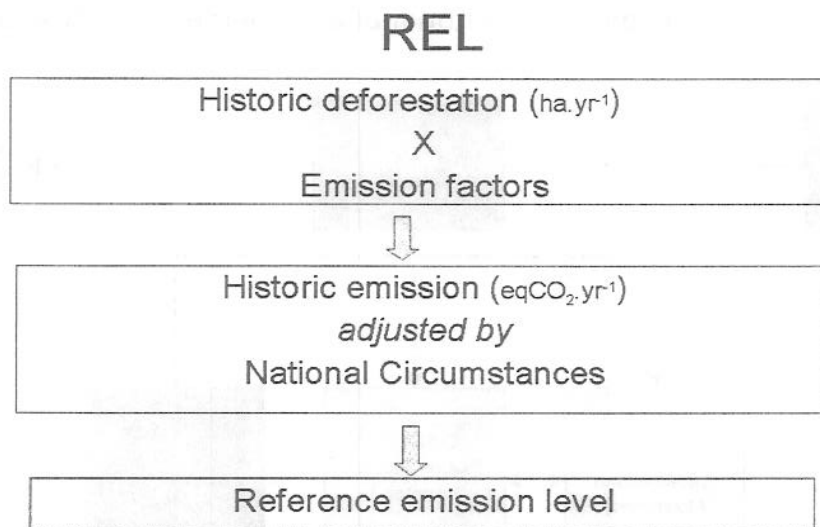 REL
Historic deforestation (ha.yr⁻¹)
X
Emission factors
Historic emission (eqCO₂.yr⁻¹)
adjusted by
National Circumstances
Reference emission level